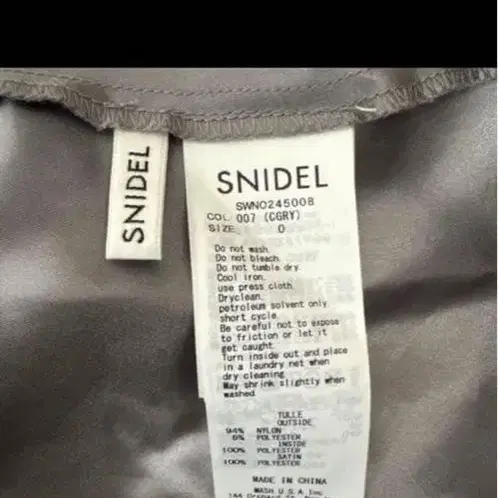 SNIDEL
SNIDEL
SWNO245008
COL. 007 (CGRY)
SIZE 0
Do not wash.
Do not bleach.
Do not tumble dry.
Cool iron.
use press cloth.
Dryclean.
petroleum solvent only
short cycle.
Be careful not to expose
to friction or let it
get caught.
Turn inside out and place
in a laundry net when
dry cleaning.
May shrink slightly when
washed.
TULLE
OUTSIDE
94% NYLON
6% POLYESTER
INSIDE
100% POLYESTER
SATIN
100% POLYESTER
MADE IN CHINA
MASH U.S.A Inc